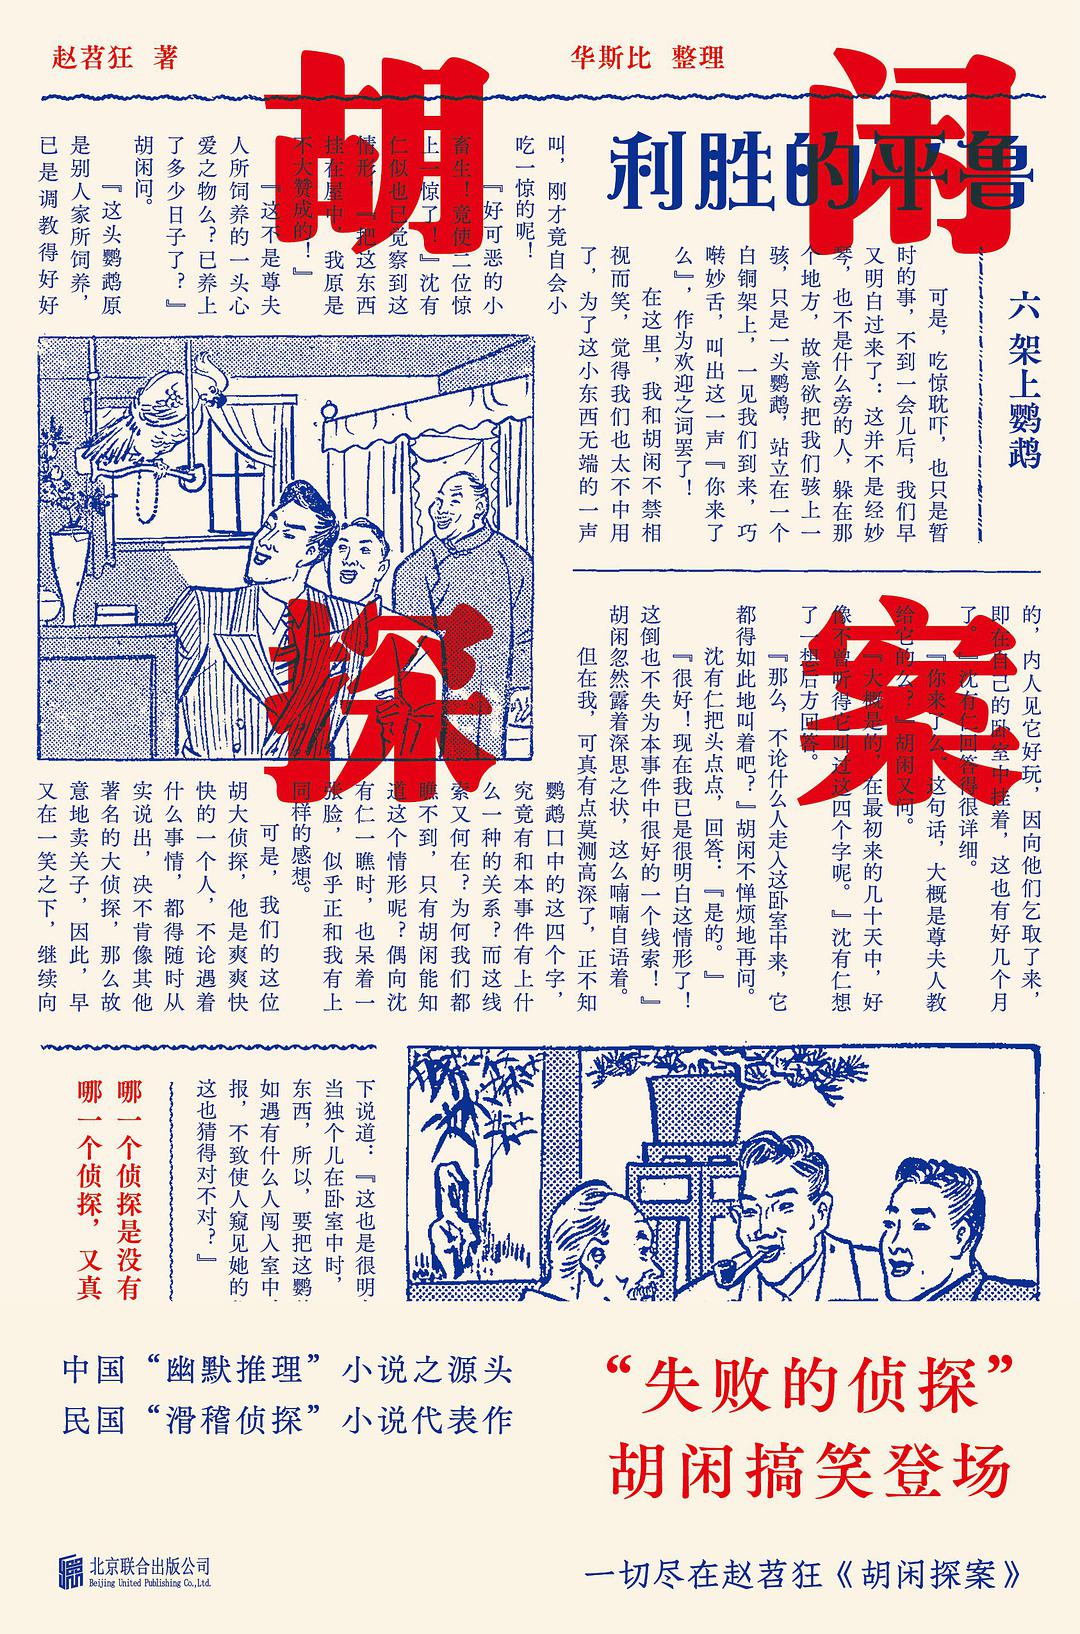 赵苕狂 著
华斯比 整理
胡闲
探案
鲁平的胜利
六 架上鹦鹉
可是，吃惊耽吓，也只是暂
时的事，不到一会儿后，我们早
又明白过来了：这并不是经妙
琴，也不是什么旁的人，躲在那
个地方，故意欲把我们骇上一
骇，只是一头鹦鹉，站立在一个
白铜架上，一见我们到来，巧
啭妙舌，叫出这一声『你来了
么』，作为欢迎之词罢了！
在这里，我和胡闲不禁相
视而笑，觉得我们也太不中用
了，为了这小东西无端的一声
叫，刚才竟自会小
吃一惊的呢！
『好可恶的小
畜生！竟使二位惊
上一惊了！』沈有
仁似也已觉察到这
情形，『把这东西
挂在屋中，我原是
不大赞成的！』
『这不是尊夫
人所饲养的一头心
爱之物么？已养上
了多少日子了？』
胡闲问。
『这头鹦鹉原
是别人家所饲养，
已是调教得好好
的，内人见它好玩，因向他们乞取了来，
即在自己的卧室中挂着，这也有好几个月
了。』沈有仁回答得很详细。
『「你来了么」这句话，大概是尊夫人教
给它的么？』胡闲又问。
『大概是的，在最初来的几十天中，好
像不曾听得它叫过这四个字呢。』沈有仁想
了一想后方回答。
『那么，不论什么人走入这卧室中来，它
都得如此地叫着吧？』胡闲不惮烦地再问。
沈有仁把头点点，回答：『是的。』
『很好！现在我已是很明白这情形了！
这倒也不失为本事件中很好的一个线索！』
胡闲忽然露着深思之状，这么喃喃自语着。
但在我，可真有点莫测高深了，正不知
鹦鹉口中的这四个字，
究竟有和本事件有上什
么一种的关系？而这线
索又何在？为何我们都
瞧不到，只有胡闲能知
道这个情形呢？偶向沈
有仁一瞧时，也呆着一
张脸，似乎正和我有上
同样的感想。
可是，我们的这位
胡大侦探，他是爽爽快
快的一个人，不论遇着
什么事情，都得随时从
实说出，决不肯像其他
著名的大侦探，那么故
意地卖关子，因此，早
又在一笑之下，继续向
下说道：『这也是很明
当独个儿在卧室中时，
东西，所以，要把这鹦
如遇有什么人闯入室中，
报，不致使人窥见她的
这也猜得对不对？』
哪一个侦探是没有
哪一个侦探，又真
中国“幽默推理”小说之源头
民国“滑稽侦探”小说代表作
“失败的侦探”
胡闲搞笑登场
北京联合出版公司
Beijing United Publishing Co.,Ltd.
一切尽在赵苕狂《胡闲探案》